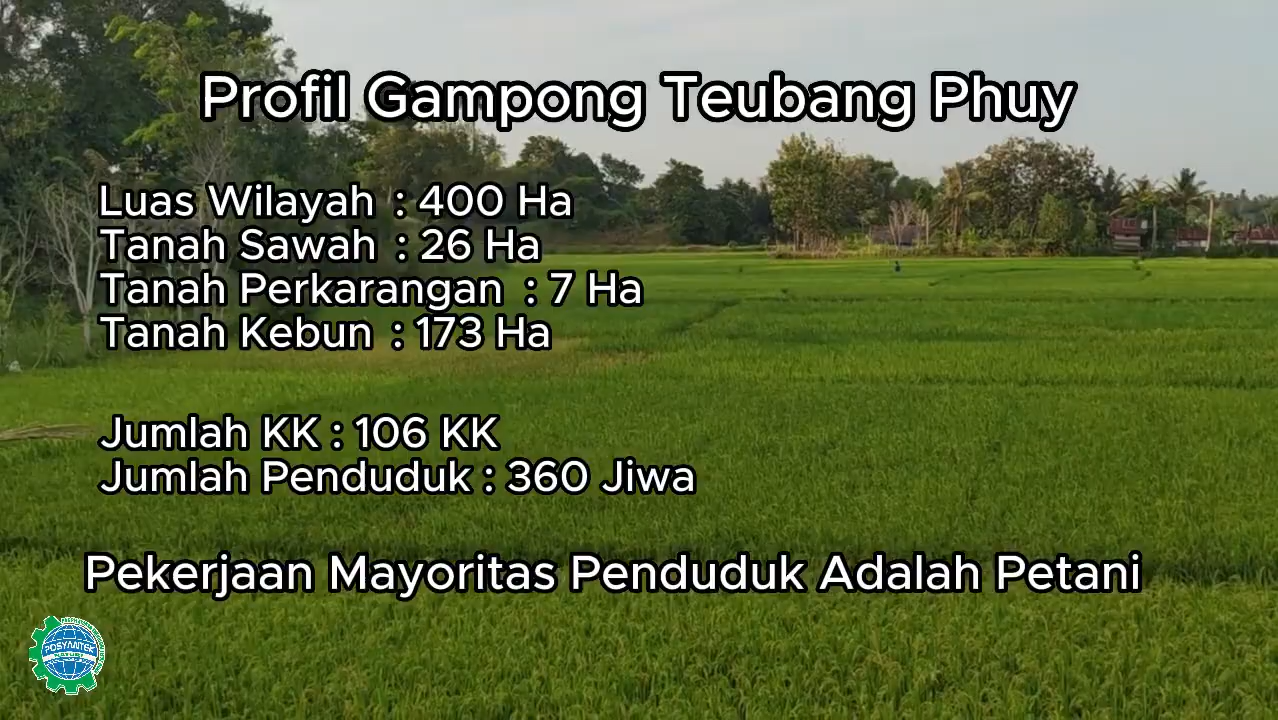 Profil Gampong Teubang Phuy
Luas Wilayah : 400 Ha
Tanah Sawah : 26 Ha
Tanah Perkarangan : 7 Ha
Tanah Kebun : 173 Ha
Jumlah KK : 106 KK
Jumlah Penduduk : 360 Jiwa
Pekerjaan Mayoritas Penduduk Adalah Petani
POSYANTEK